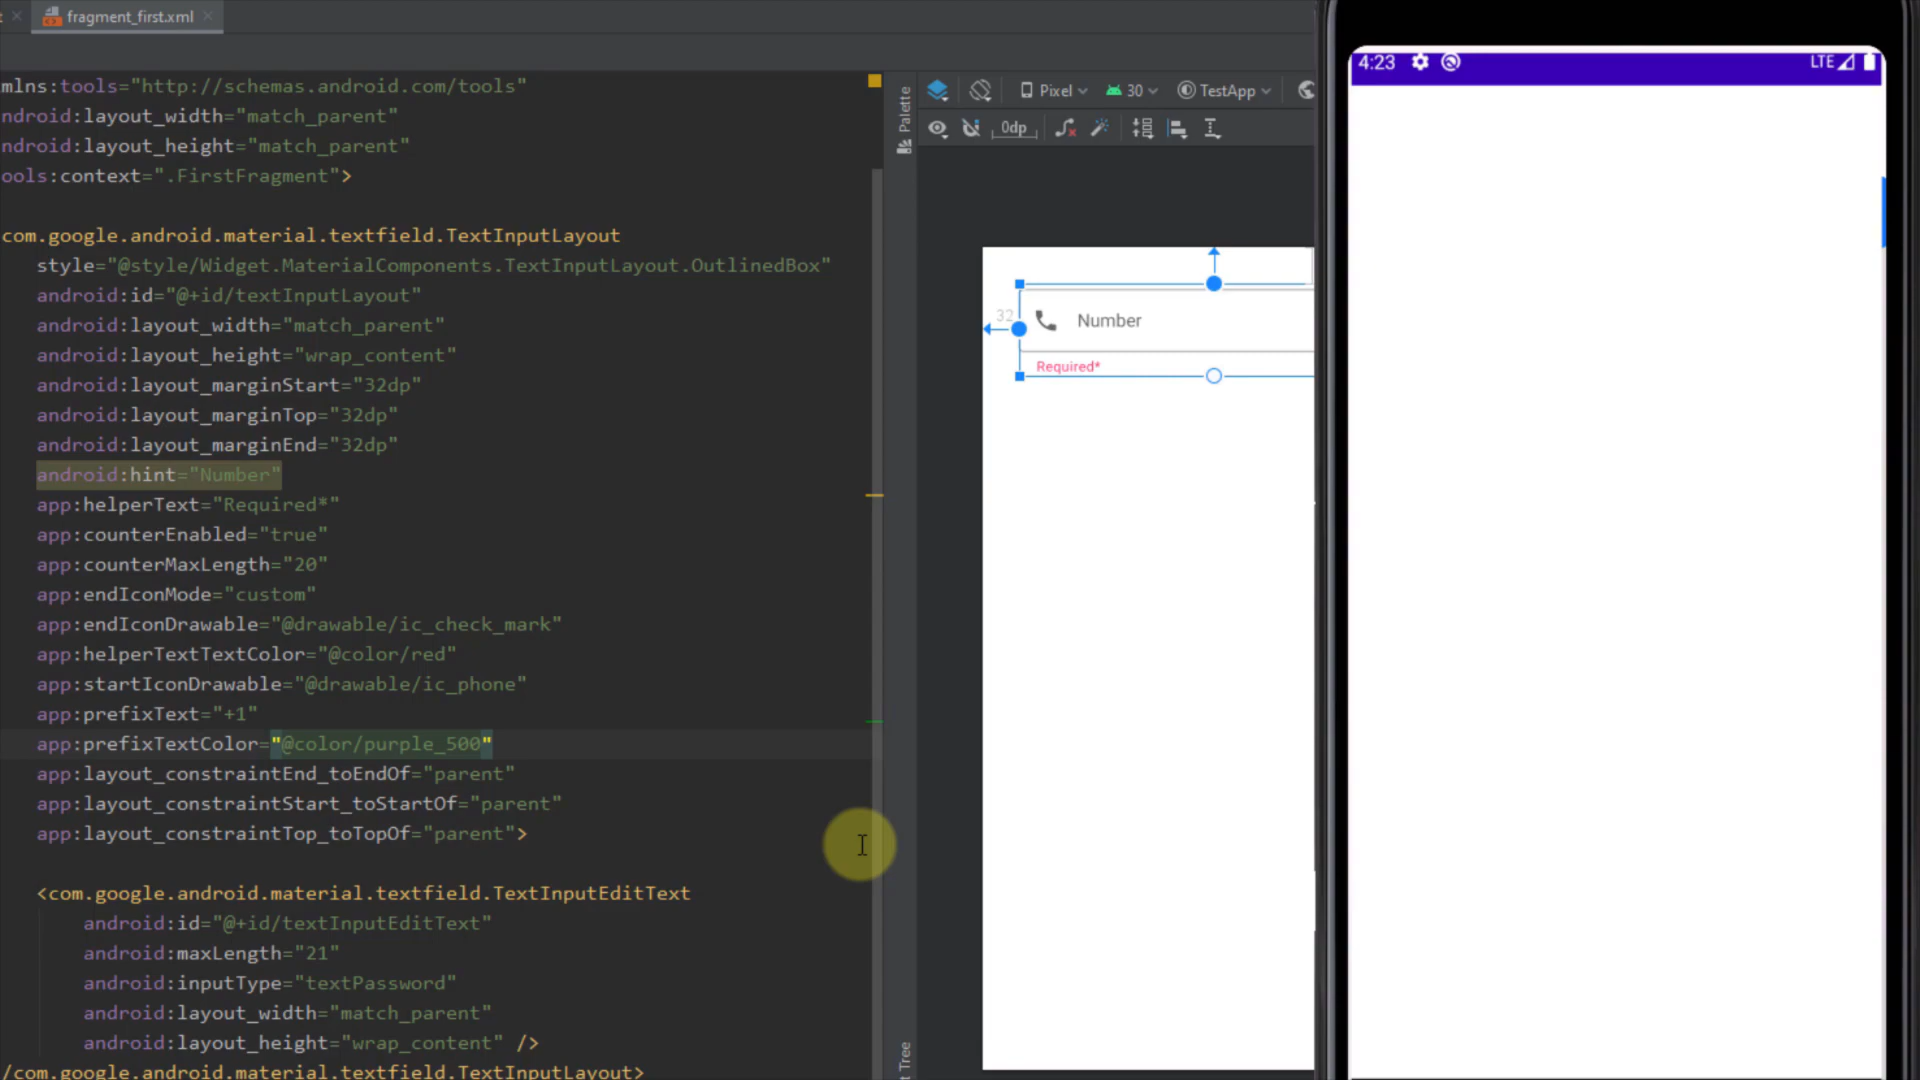 fragment_first.xml
mlns:tools="http://schemas.android.com/tools"
ndroid:layout_width="match_parent"
ndroid:layout_height="match_parent"
ools:context=".FirstFragment">
com.google.android.material.textfield.TextInputLayout
style="@style/Widget.MaterialComponents.TextInputLayout.OutlinedBox"
android:id="@+id/textInputLayout"
android:layout_width="match_parent"
android:layout_height="wrap_content"
android:layout_marginStart="32dp"
android:layout_marginTop="32dp"
android:layout_marginEnd="32dp"
android:hint="Number"
app:helperText="Required*"
app:counterEnabled="true"
app:counterMaxLength="20"
app:endIconMode="custom"
app:endIconDrawable="@drawable/ic_check_mark"
app:helperTextTextColor="@color/red"
app:startIconDrawable="@drawable/ic_phone"
app:prefixText="+1"
app:prefixTextColor="@color/purple_500"
app:layout_constraintEnd_toEndOf="parent"
app:layout_constraintStart_toStartOf="parent"
app:layout_constraintTop_toTopOf="parent">
<com.google.android.material.textfield.TextInputEditText
android:id="@+id/textInputEditText"
android:maxLength="21"
android:inputType="textPassword"
android:layout_width="match_parent"
android:layout_height="wrap_content" />
/com.google.android.material.textfield.TextInputLayout>
Palette
t Tree
Pixel 30 TestApp
0dp
32
Number
Required*
4:23 LTE